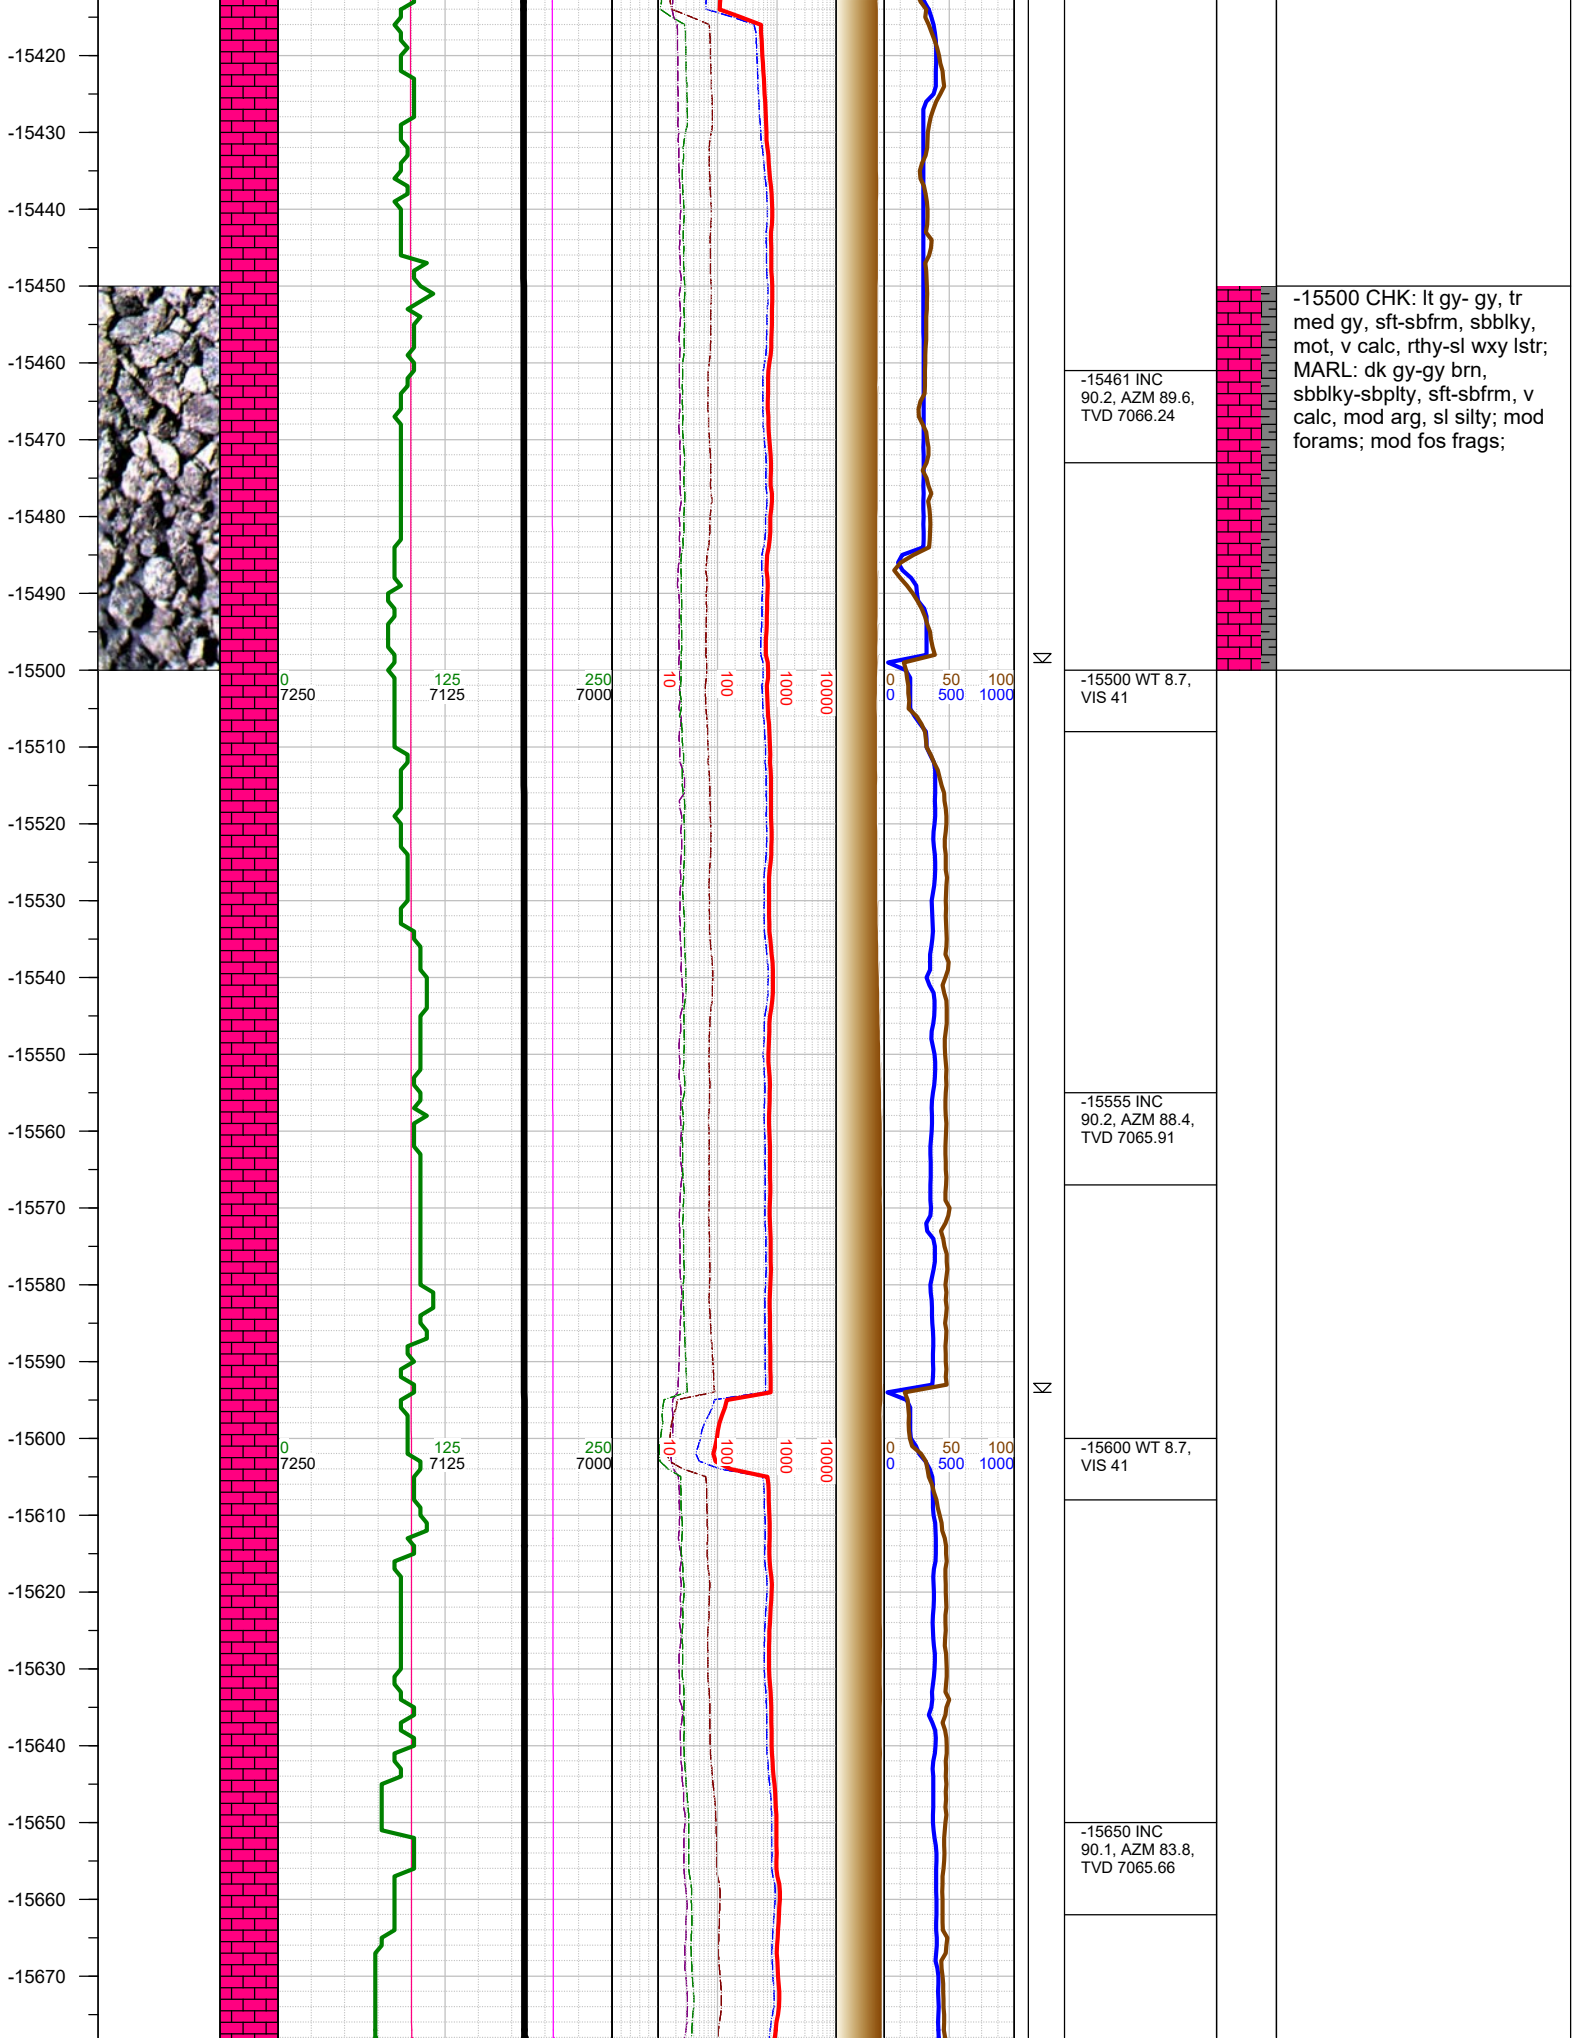 -15420
-15430
-15440
-15450
-15500 CHK: lt gy- gy, tr
med gy, sft-sbfrm, sbblky,
mot, v calc, rthy-sl wxy lstr;
MARL: dk gy-gy brn,
sbblky-sbplty, sft-sbfrm, v
calc, mod arg, sl silty; mod
forams; mod fos frags;
-15460
-15461 INC
90.2, AZM 89.6,
TVD 7066.24
-15470
-15480
-15490
-15500
0 125 250 10 100 1000 10000 0 50 100
7250 7125 7000 0 500 1000
-15500 WT 8.7,
VIS 41
-15510
-15520
-15530
-15540
-15550
-15555 INC
90.2, AZM 88.4,
TVD 7065.91
-15560
-15570
-15580
-15590
-15600
0 125 250 10 100 1000 10000 0 50 100
7250 7125 7000 0 500 1000
-15600 WT 8.7,
VIS 41
-15610
-15620
-15630
-15640
-15650
-15650 INC
90.1, AZM 83.8,
TVD 7065.66
-15660
-15670